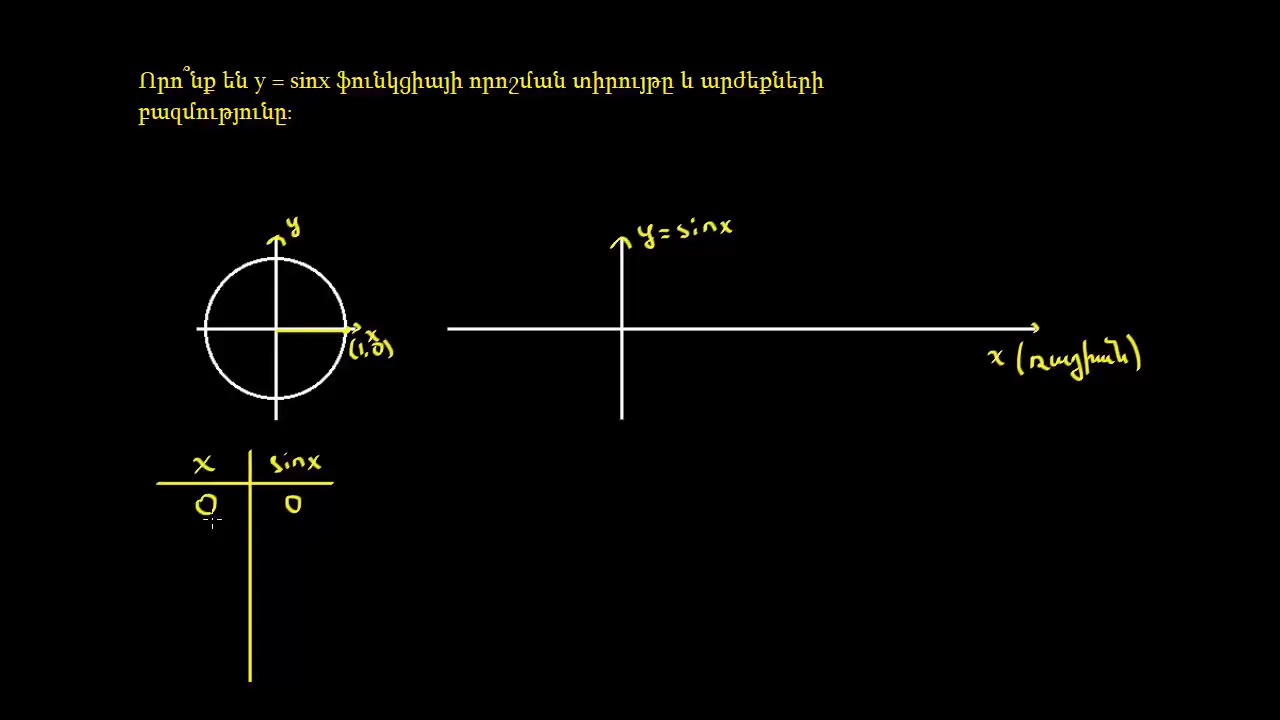 Որո՞նք են y = sinx ֆունկցիայի որոշման տիրույթը և արժեքների
բազմությունը:
y
y = sinx
x
(1,0)
x (ռադիան)
x sinx
0 0